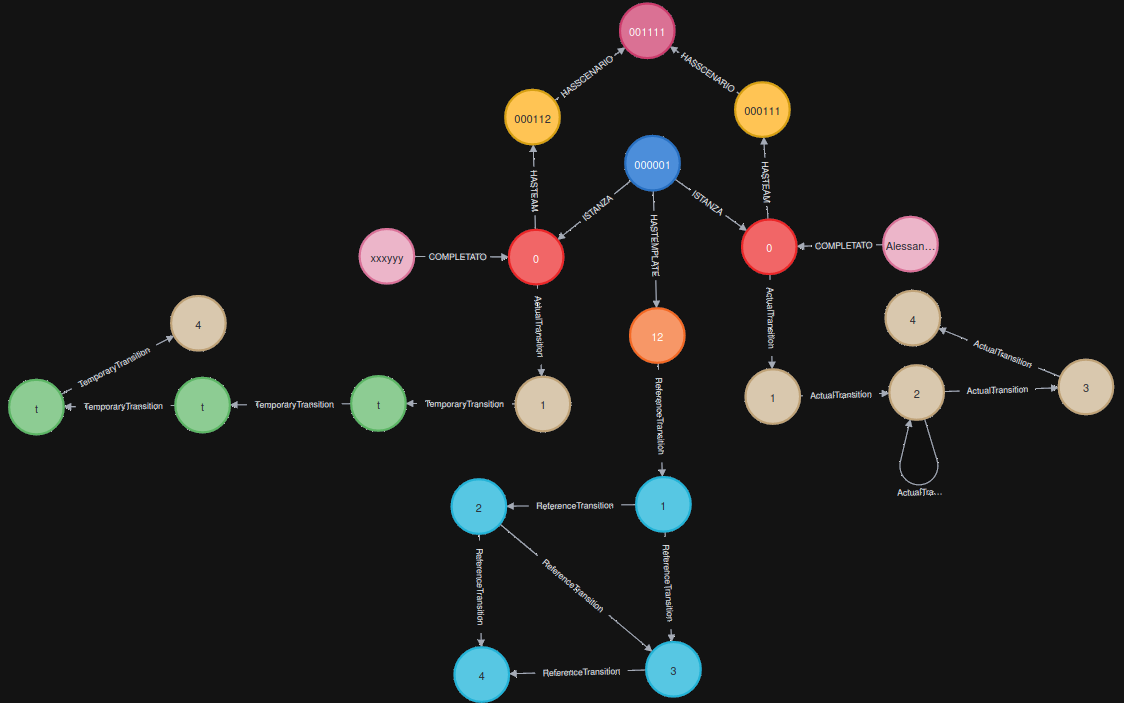 001111
HASSCENARIO
HASSCENARIO
000112
000111
000001
HASTEAM
HASTEAM
ISTANZA
ISTANZA
HASTEMPLATE
xxxyyy
COMPLETATO
0
0
COMPLETATO
Alessan...
ActualTransition
ActualTransition
4
12
4
TemporaryTransition
ActualTransition
t
TemporaryTransition
t
TemporaryTransition
t
TemporaryTransition
1
ReferenceTransition
1
ActualTransition
2
ActualTransition
3
ActualTra...
2
ReferenceTransition
1
ReferenceTransition
ReferenceTransition
ReferenceTransition
4
ReferenceTransition
3